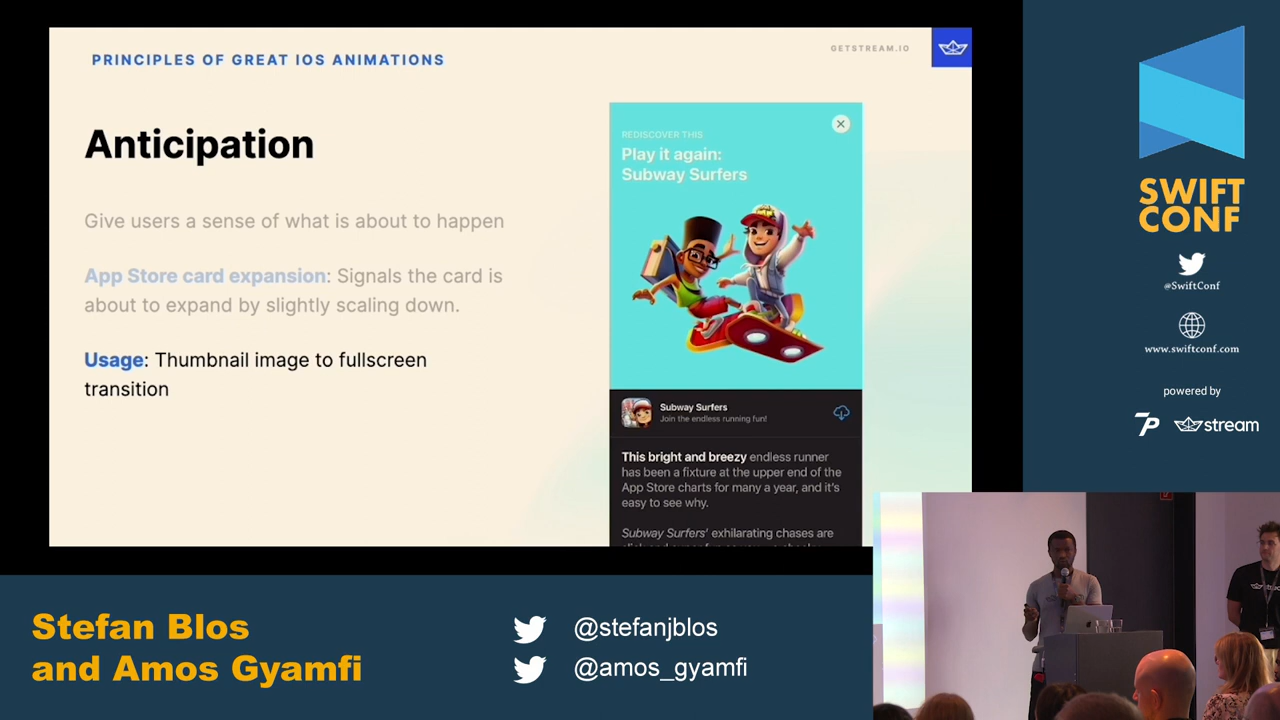 PRINCIPLES OF GREAT IOS ANIMATIONS
GETSTREAM.IO
Anticipation
Give users a sense of what is about to happen
App Store card expansion: Signals the card is
about to expand by slightly scaling down.
Usage: Thumbnail image to fullscreen
transition
REDISCOVER THIS
Play it again:
Subway Surfers
Subway Surfers
Join the endless running fun!
This bright and breezy endless runner
has been a fixture at the upper end of the
App Store charts for many a year, and it's
easy to see why.
Subway Surfers' exhilarating chases are
SWIFT
CONF
@SwiftConf
www.swiftconf.com
powered by
7P
stream
Stefan Blos
and Amos Gyamfi
@stefanjblos
@amos_gyamfi